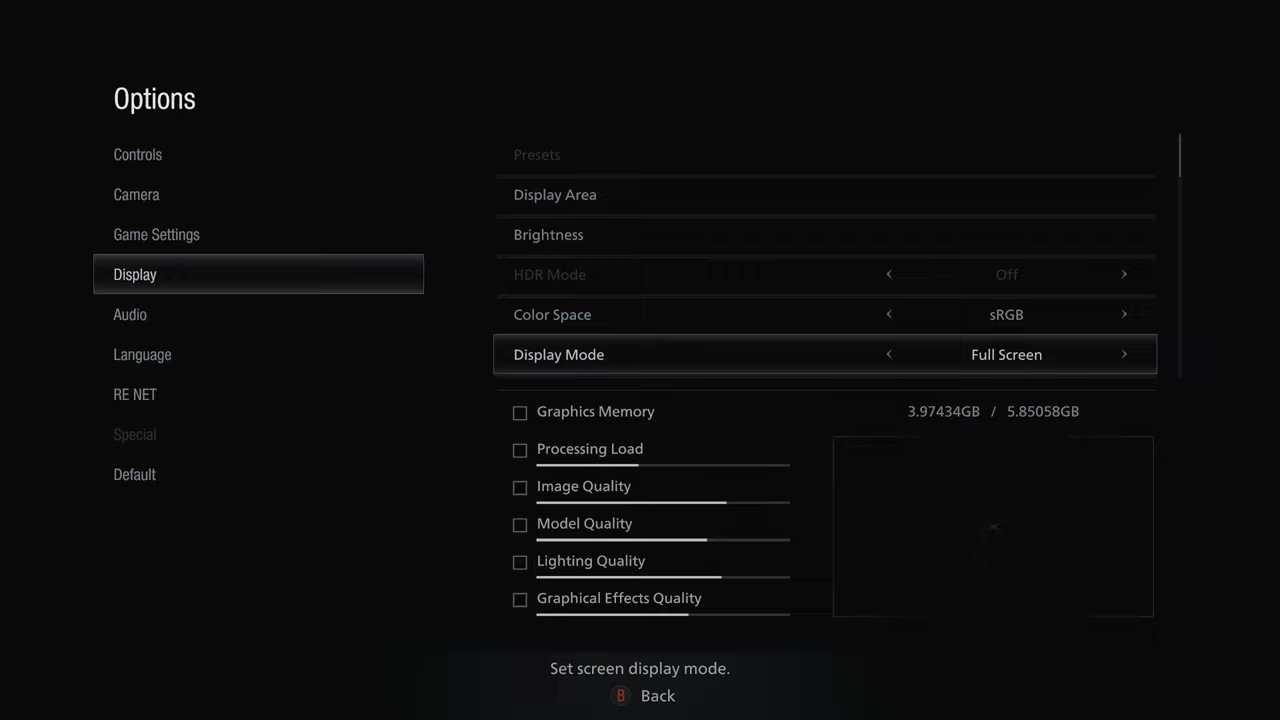 Options
Controls
Camera
Game Settings
Display
Audio
Language
RE NET
Special
Default
Presets
Display Area
Brightness
HDR Mode Off
Color Space sRGB
Display Mode Full Screen
Graphics Memory 3.97434GB / 5.85058GB
Processing Load
Image Quality
Model Quality
Lighting Quality
Graphical Effects Quality
Set screen display mode.
B Back